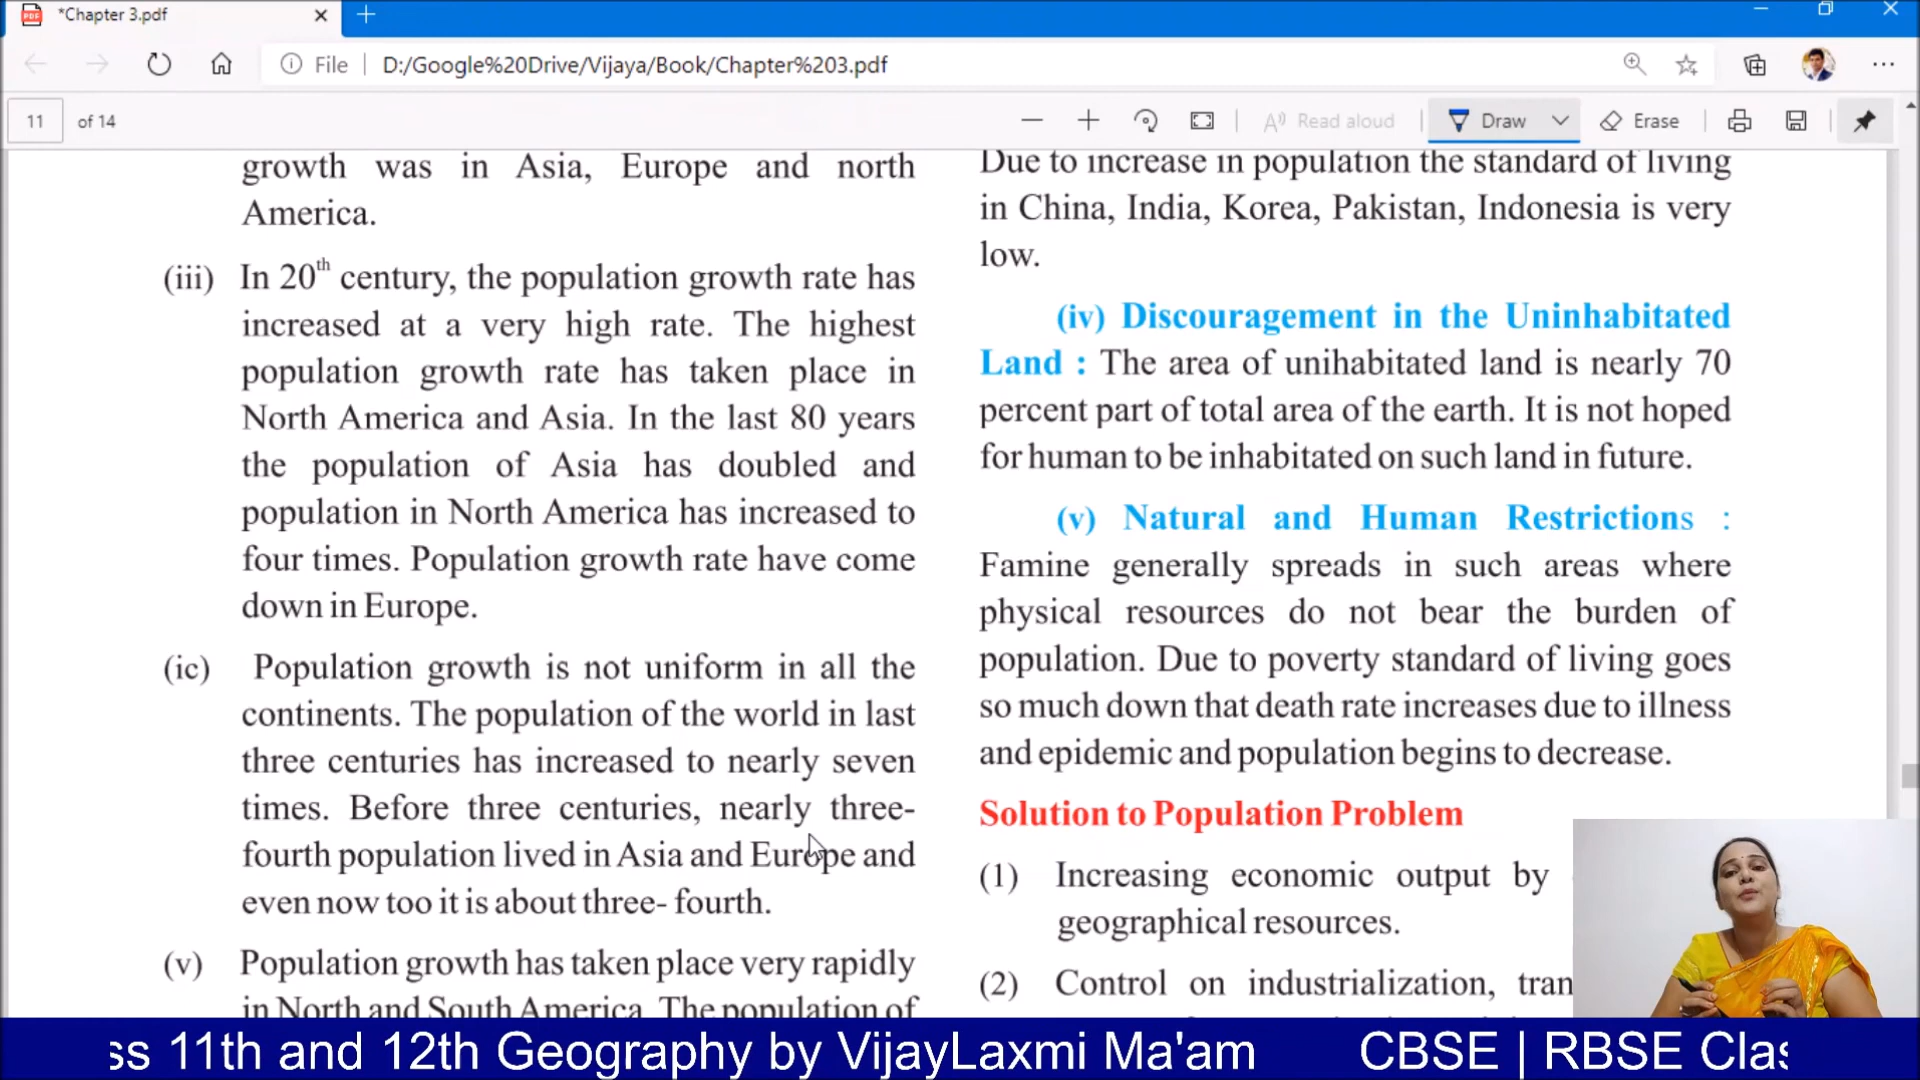 *Chapter 3.pdf
File
D:/Google%20Drive/Vijaya/Book/Chapter%203.pdf
11 of 14
Read aloud
Draw
Erase
growth was in Asia, Europe and north
America.
(iii) In 20th century, the population growth rate has
increased at a very high rate. The highest
population growth rate has taken place in
North America and Asia. In the last 80 years
the population of Asia has doubled and
population in North America has increased to
four times. Population growth rate have come
down in Europe.
(ic) Population growth is not uniform in all the
continents. The population of the world in last
three centuries has increased to nearly seven
times. Before three centuries, nearly three-
fourth population lived in Asia and Europe and
even now too it is about three- fourth.
(v) Population growth has taken place very rapidly
in North and South America. The population of
Due to increase in population the standard of living
in China, India, Korea, Pakistan, Indonesia is very
low.
(iv) Discouragement in the Uninhabitated
Land : The area of unihabitated land is nearly 70
percent part of total area of the earth. It is not hoped
for human to be inhabitated on such land in future.
(v) Natural and Human Restrictions :
Famine generally spreads in such areas where
physical resources do not bear the burden of
population. Due to poverty standard of living goes
so much down that death rate increases due to illness
and epidemic and population begins to decrease.
Solution to Population Problem
(1) Increasing economic output by
geographical resources.
(2) Control on industrialization, tran
ss 11th and 12th Geography by VijayLaxmi Ma'am CBSE | RBSE Clas